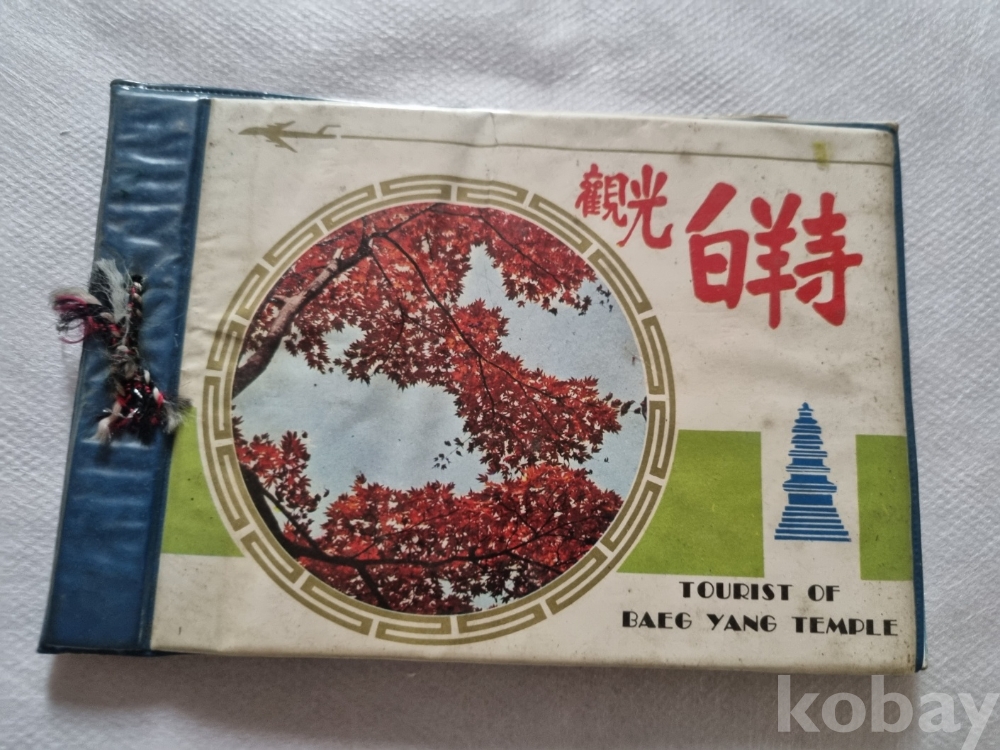 觀光
白羊寺
TOURIST OF
BAEG YANG TEMPLE
kobay